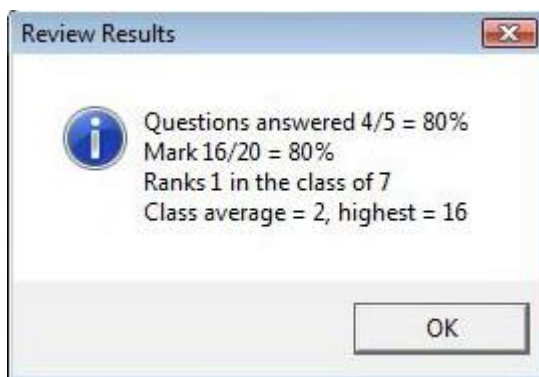 Review Results
Questions answered 4/5 = 80%
Mark 16/20 = 80%
Ranks 1 in the class of 7
Class average = 2, highest = 16
OK